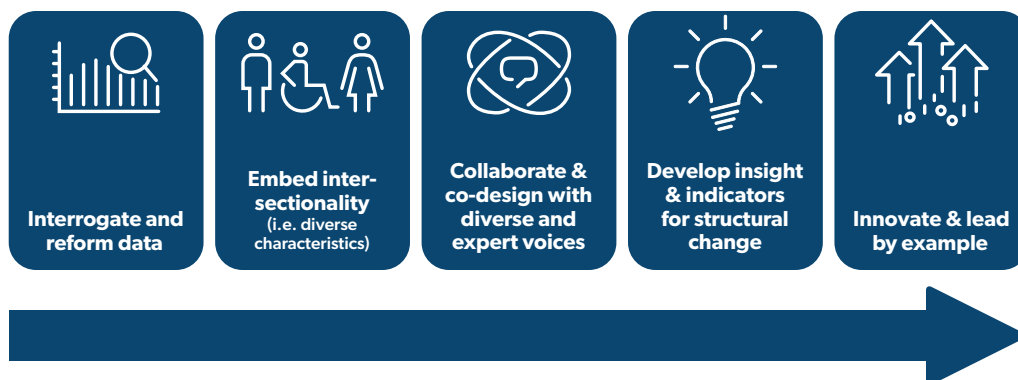 Interrogate and
reform data
Embed inter-
sectionality
(i.e. diverse
characteristics)
Collaborate &
co-design with
diverse and
expert voices
Develop insight
& indicators
for structural
change
Innovate & lead
by example